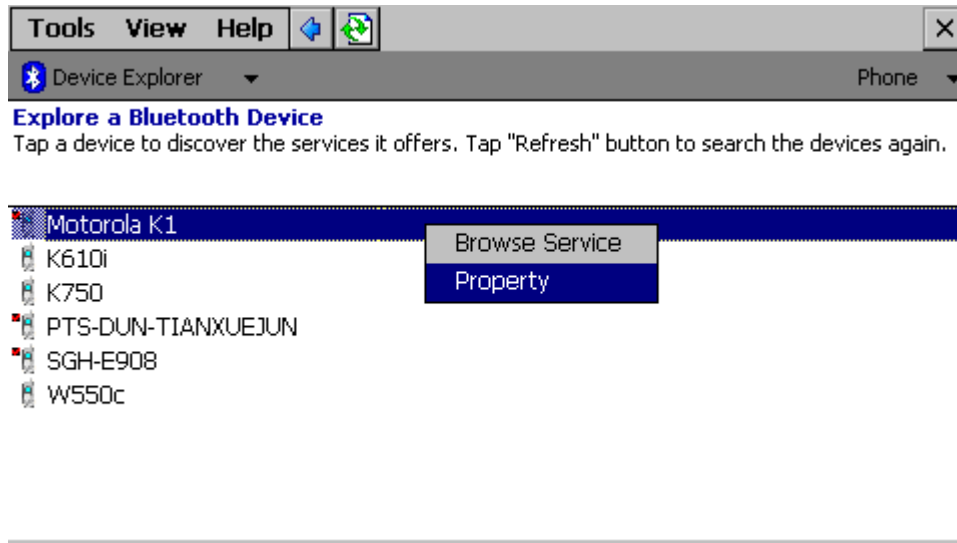 Tools View Help
Device Explorer Phone
Explore a Bluetooth Device
Tap a device to discover the services it offers. Tap "Refresh" button to search the devices again.
Motorola K1
Browse Service
K610i
Property
K750
PTS-DUN-TIANXUEJUN
SGH-E908
W550c